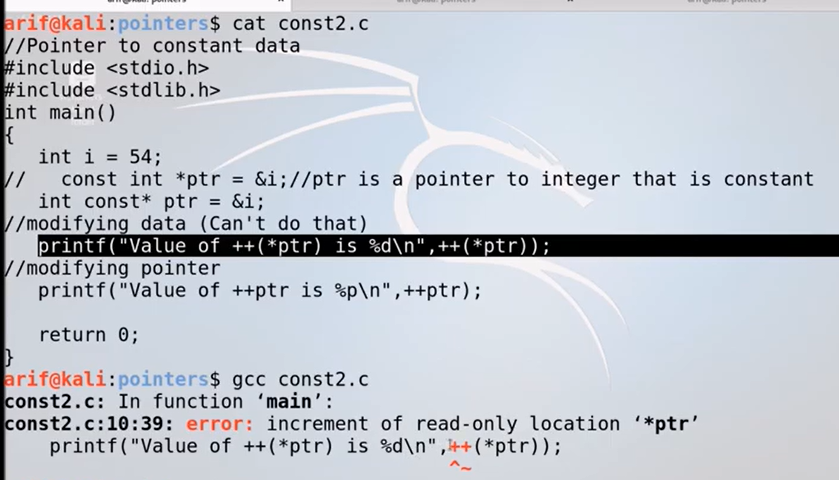 arif@kali:pointers$ cat const2.c
//Pointer to constant data
#include <stdio.h>
#include <stdlib.h>
int main()
{
   int i = 54;
//   const int *ptr = &i;//ptr is a pointer to integer that is constant
   int const* ptr = &i;
//modifying data (Can't do that)
   printf("Value of ++(*ptr) is %d\n",++(*ptr));
//modifying pointer
   printf("Value of ++ptr is %p\n",++ptr);
   return 0;
}
arif@kali:pointers$ gcc const2.c
const2.c: In function ‘main’:
const2.c:10:39: error: increment of read-only location ‘*ptr’
    printf("Value of ++(*ptr) is %d\n",++(*ptr));
^~